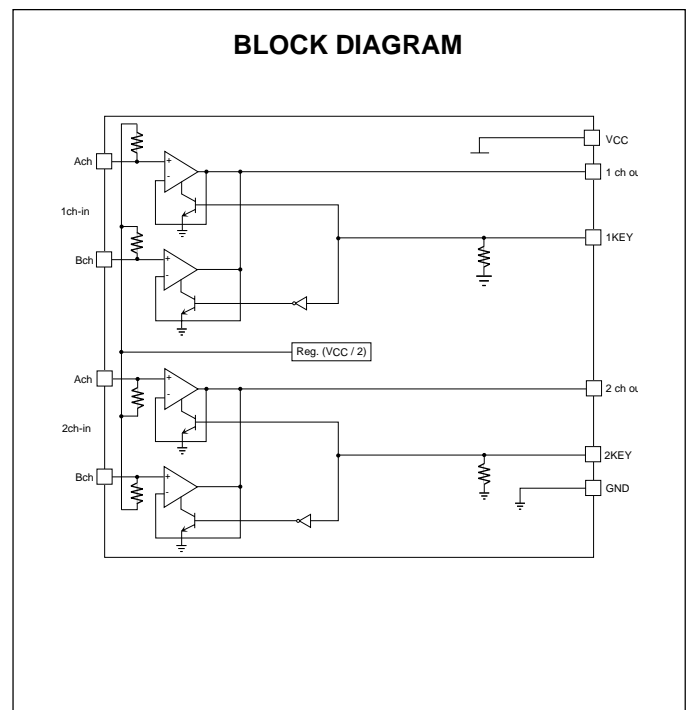 BLOCK DIAGRAM
VCC
Ach
+
-
1 ch ou
1ch-in
1KEY
Bch
+
-
Reg. (VCC / 2)
Ach
+
-
2 ch ou
2ch-in
2KEY
Bch
+
-
GND